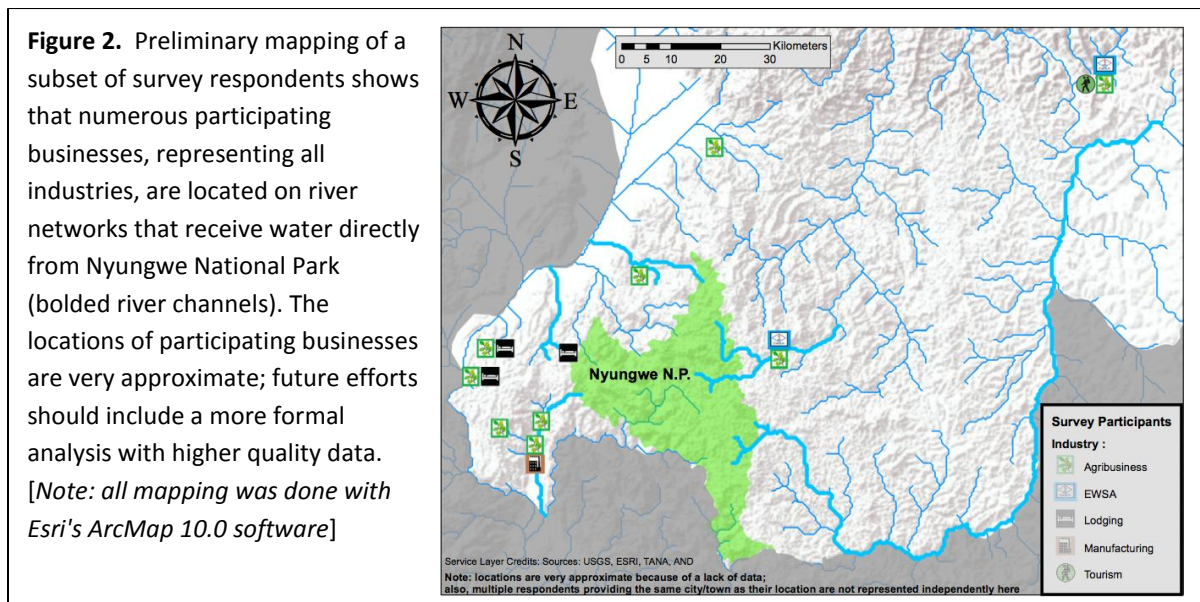 Figure 2.  Preliminary mapping of a
subset of survey respondents shows
that numerous participating
businesses, representing all
industries, are located on river
networks that receive water directly
from Nyungwe National Park
(bolded river channels). The
locations of participating businesses
are very approximate; future efforts
should include a more formal
analysis with higher quality data.
[Note: all mapping was done with
Esri's ArcMap 10.0 software]
N
W
E
S
Kilometers
0 5 10 20 30
Nyungwe N.P.
Survey Participants
Industry :
Agribusiness
EWSA
Lodging
Manufacturing
Tourism
Service Layer Credits: Sources: USGS, ESRI, TANA, AND
Note: locations are very approximate because of a lack of data;
also, multiple respondents providing the same city/town as their location are not represented independently here